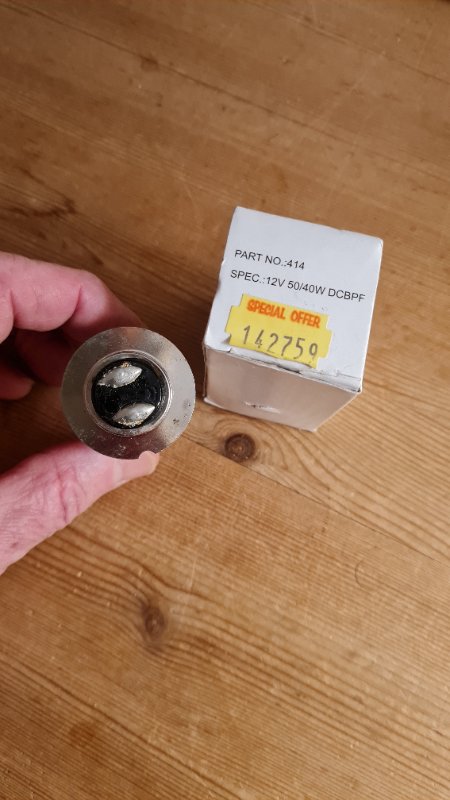 PART NO.:414
SPEC.:12V 50/40W DCBPF
SPECIAL OFFER
142759